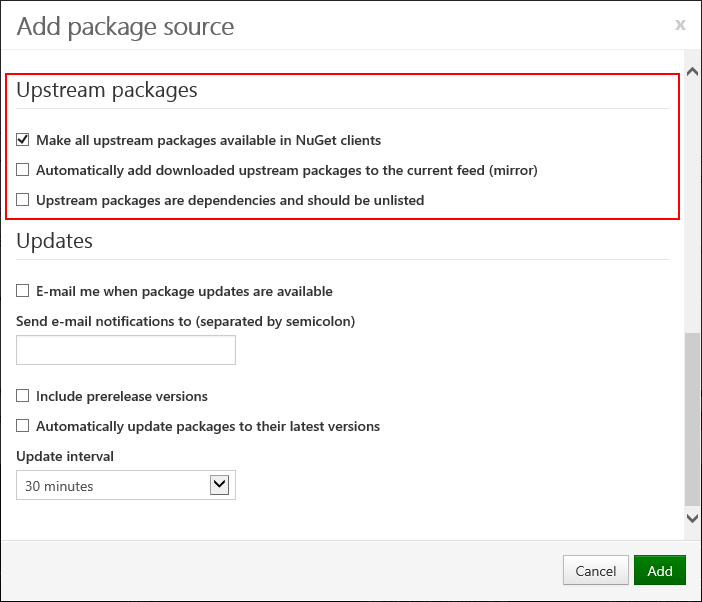 Add package source
x
Upstream packages
Make all upstream packages available in NuGet clients
Automatically add downloaded upstream packages to the current feed (mirror)
Upstream packages are dependencies and should be unlisted
Updates
E-mail me when package updates are available
Send e-mail notifications to (separated by semicolon)
Include prerelease versions
Automatically update packages to their latest versions
Update interval
30 minutes
Cancel
Add